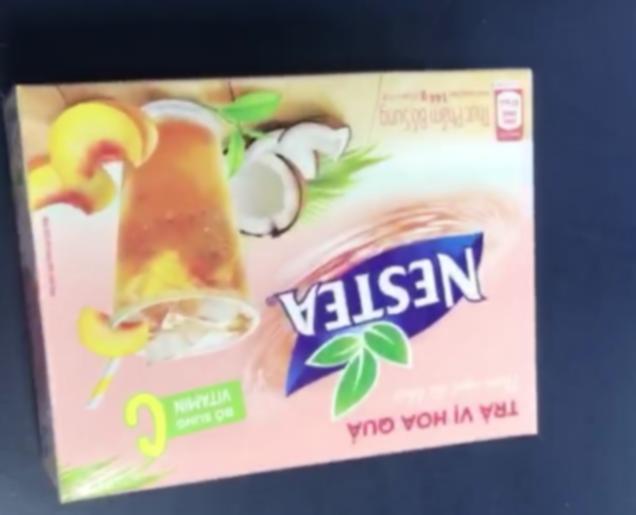 TRÀ VỊ HOA QUẢ
NESTEA
BỔ SUNG
VITAMIN
C
Thực Phẩm Bổ Sung
144 g